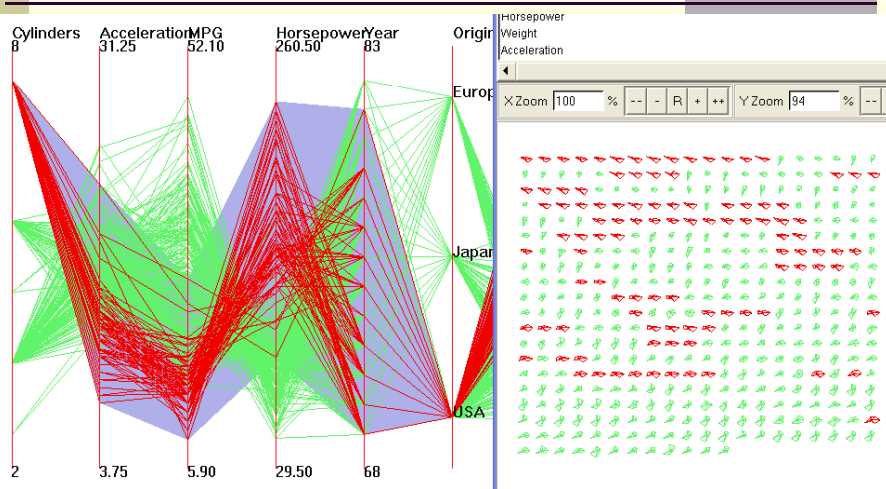 Cylinders Acceleration MPG Horsepower Year Origin
8 31.25 52.10 260.50 83
Europ
Japan
USA
2 3.75 5.90 29.50 68
Horsepower
Weight
Acceleration
X Zoom 100 % -- - R + ++ Y Zoom 94 % --